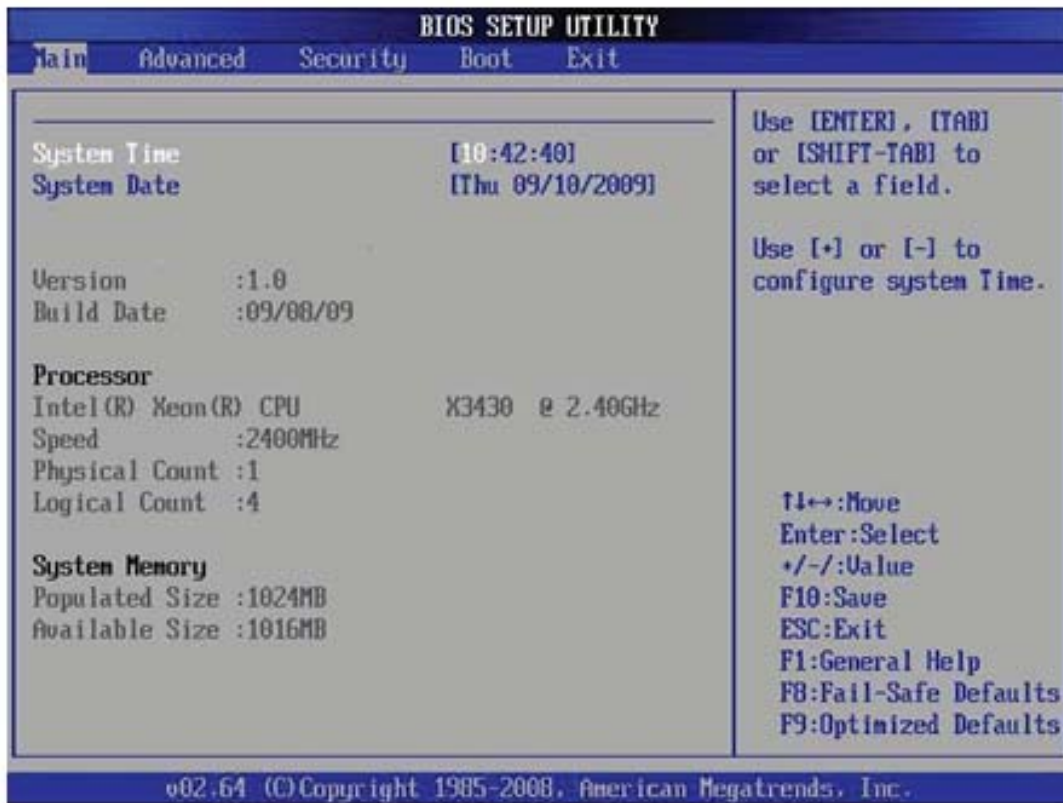 BIOS SETUP UTILITY
Main Advanced Security Boot Exit
System Time [10:42:40]
System Date [Thu 09/10/2009]
Version :1.0
Build Date :09/08/09
Processor
Intel(R) Xeon(R) CPU X3430 @ 2.40GHz
Speed :2400MHz
Physical Count :1
Logical Count :4
System Memory
Populated Size :1024MB
Available Size :1016MB
Use [ENTER], [TAB]
or [SHIFT-TAB] to
select a field.
Use [+] or [-] to
configure system Time.
↑↓←→:Move
Enter:Select
+/-/:Value
F10:Save
ESC:Exit
F1:General Help
F8:Fail-Safe Defaults
F9:Optimized Defaults
v02.64 (C)Copyright 1985-2008, American Megatrends, Inc.